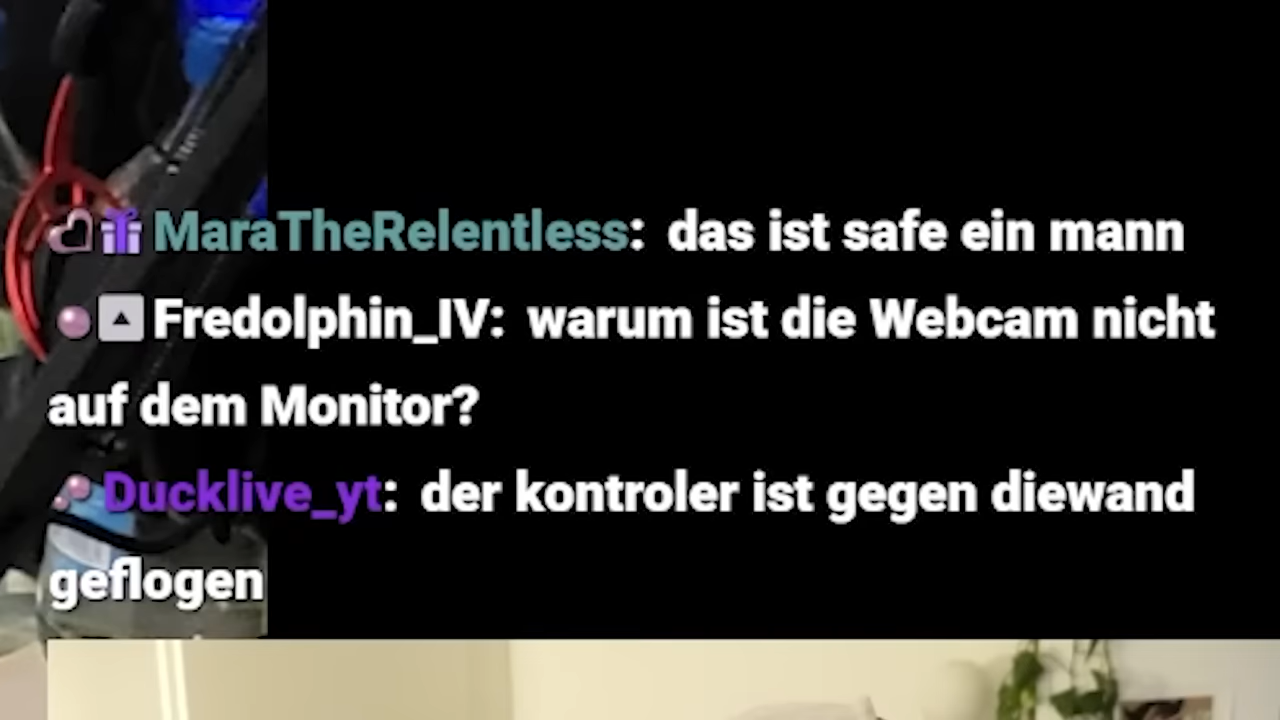 MaraTheRelentless: das ist safe ein mann
Fredolphin_IV: warum ist die Webcam nicht
auf dem Monitor?
Ducklive_yt: der kontroler ist gegen diewand
geflogen